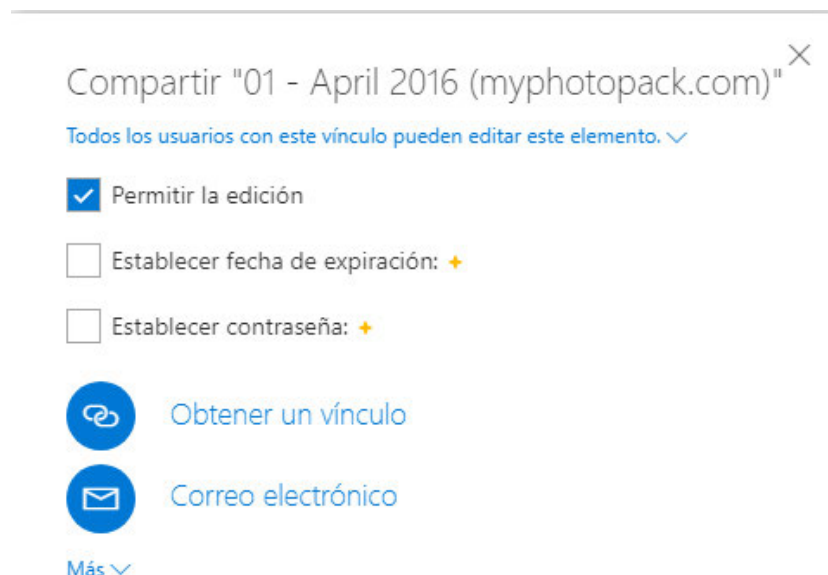 Compartir "01 - April 2016 (myphotopack.com)"
Todos los usuarios con este vínculo pueden editar este elemento.
Permitir la edición
Establecer fecha de expiración:
Establecer contraseña:
Obtener un vínculo
Correo electrónico
Más